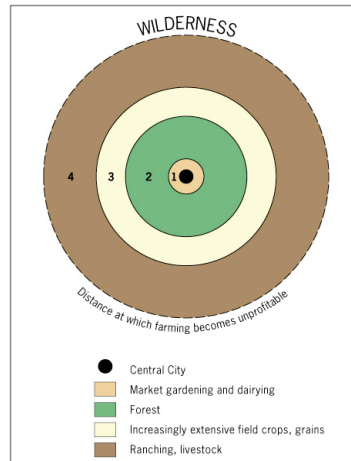 WILDERNESS
4 3 2 1
Distance at which farming becomes unprofitable
Central City
Market gardening and dairying
Forest
Increasingly extensive field crops, grains
Ranching, livestock